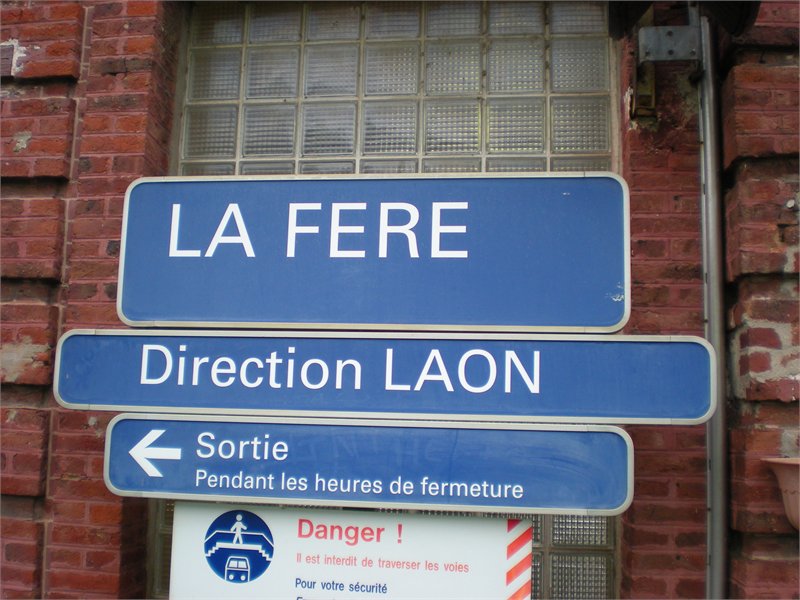 LA FERE
Direction LAON
Sortie
Pendant les heures de fermeture
Danger !
Il est interdit de traverser les voies
Pour votre sécurité